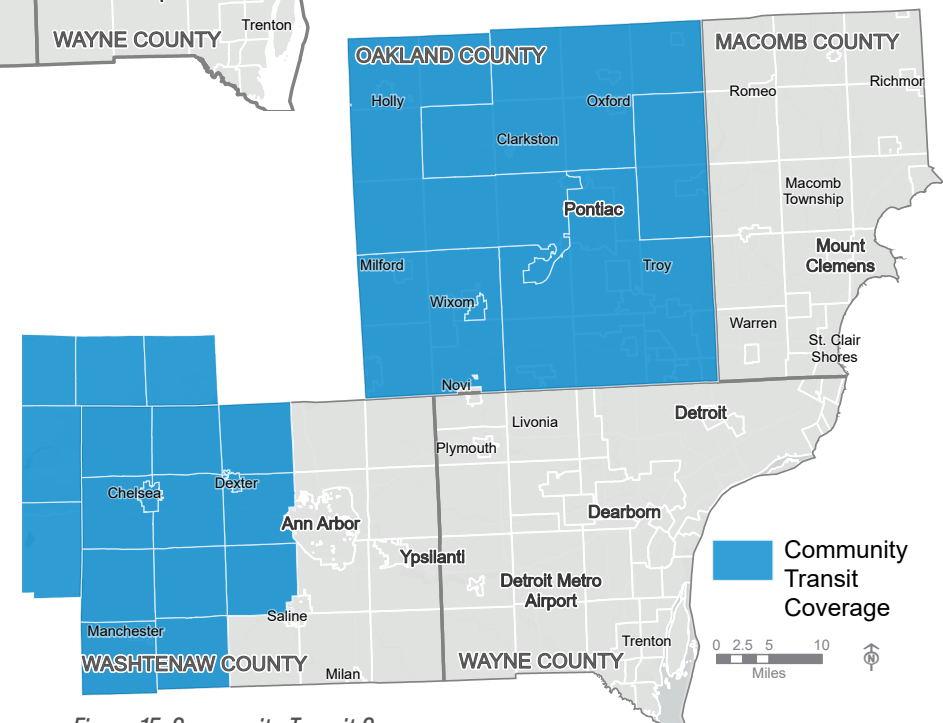 Trenton
WAYNE COUNTY
OAKLAND COUNTY
MACOMB COUNTY
Holly
Oxford
Romeo
Clarkston
Macomb
Township
Pontiac
Mount
Clemens
Milford
Troy
Wixom
Warren
St. Clair
Shores
Novi
Detroit
Livonia
Plymouth
Chelsea
Dexter
Ann Arbor
Dearborn
Ypsilanti
Detroit Metro
Airport
Community
Transit
Coverage
Saline
Manchester
Trenton
0 2.5 5 10
Miles
N
WASHTENAW COUNTY
WAYNE COUNTY
Milan